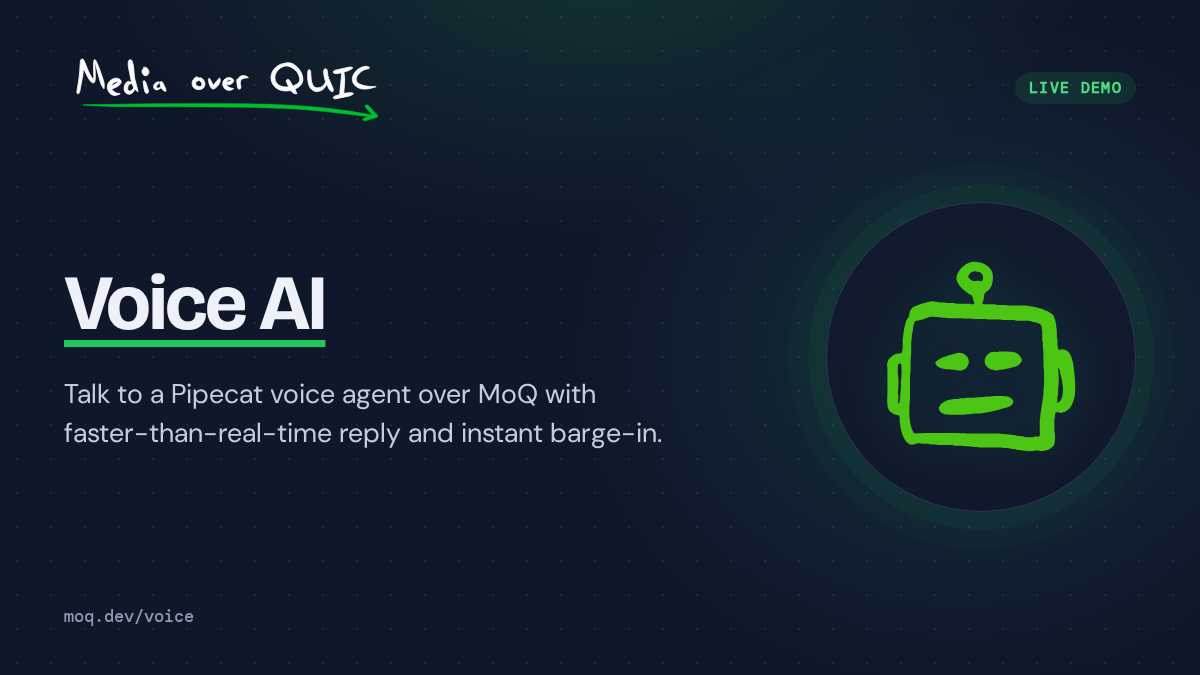 Media over QUIC
LIVE DEMO
Voice AI
Talk to a Pipecat voice agent over MoQ with
faster-than-real-time reply and instant barge-in.
moq.dev/voice